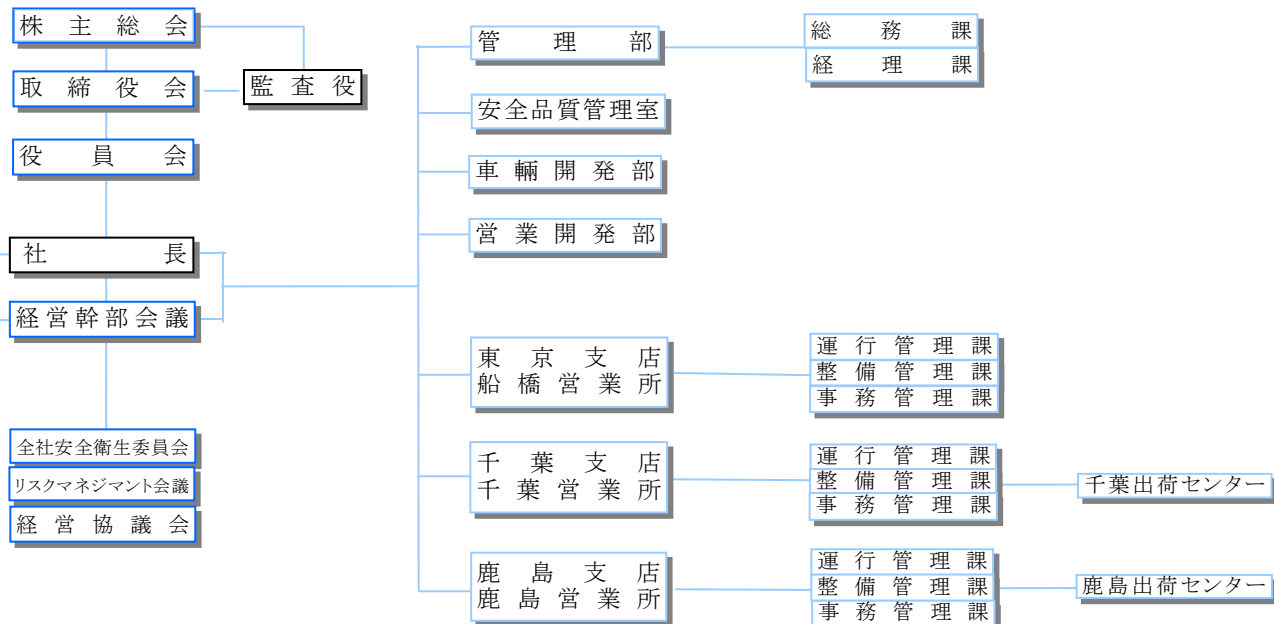 株主総会
取締役会
監査役
役員会
社長
経営幹部会議
全社安全衛生委員会
リスクマネジマント会議
経営協議会
管理部
総務課
経理課
安全品質管理室
車輌開発部
営業開発部
東京支店
船橋営業所
運行管理課
整備管理課
事務管理課
千葉支店
千葉営業所
運行管理課
整備管理課
事務管理課
千葉出荷センター
鹿島支店
鹿島営業所
運行管理課
整備管理課
事務管理課
鹿島出荷センター